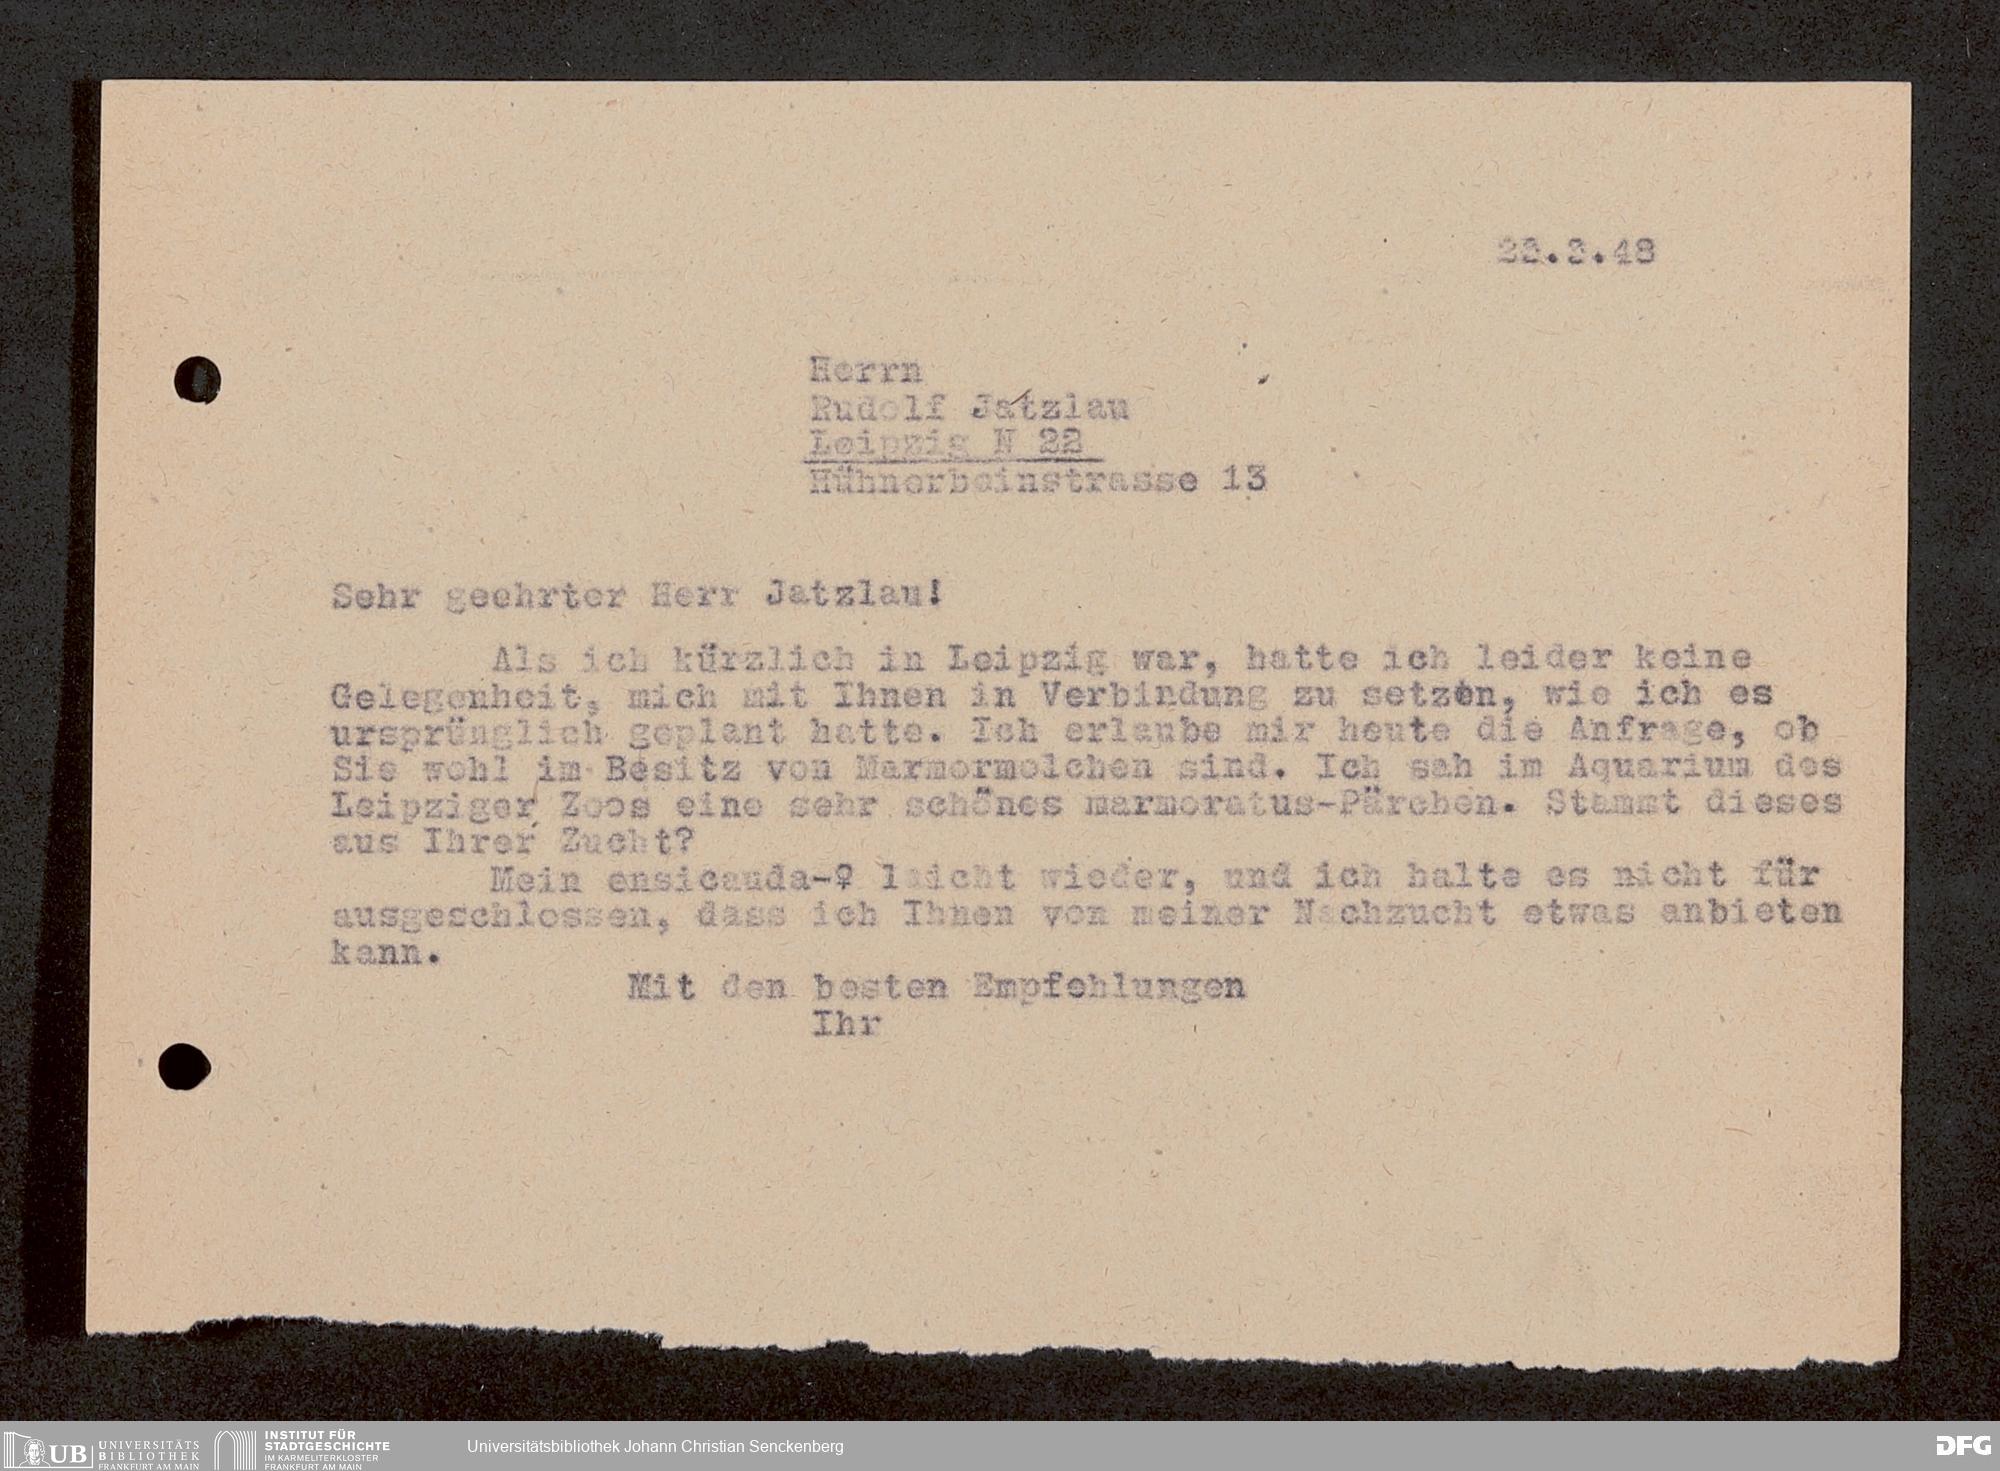 23.3.48
Herrn
Rudolf Jatzlau
Leipzig N 22
Hühnerbeinstrasse 13
Sehr geehrter Herr Jatzlau!
Als ich kürzlich in Leipzig war, hatte ich leider keine
Gelegenheit, mich mit Ihnen in Verbindung zu setzen, wie ich es
ursprünglich geplant hatte. Ich erlaube mir heute die Anfrage, ob
Sie wohl im Besitz von Marmormolchen sind. Ich sah im Aquarium des
Leipziger Zoos eine sehr schönes marmoratus-Pärchen. Stammt dieses
aus Ihrer Zucht?
Mein ensicauda-♀ laicht wieder, und ich halte es nicht für
ausgeschlossen, dass ich Ihnen von meiner Nachzucht etwas anbieten
kann.
Mit den besten Empfehlungen
Ihr
UB UNIVERSITÄTS
BIBLIOTHEK
FRANKFURT AM MAIN
INSTITUT FÜR
STADTGESCHICHTE
IM KARMELITERKLOSTER
FRANKFURT AM MAIN
Universitätsbibliothek Johann Christian Senckenberg
DFG